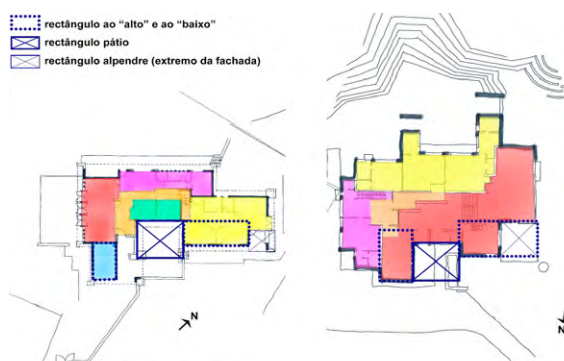 rectângulo ao “alto” e ao “baixo”
rectângulo pátio
rectângulo alpendre (extremo da fachada)
N
N